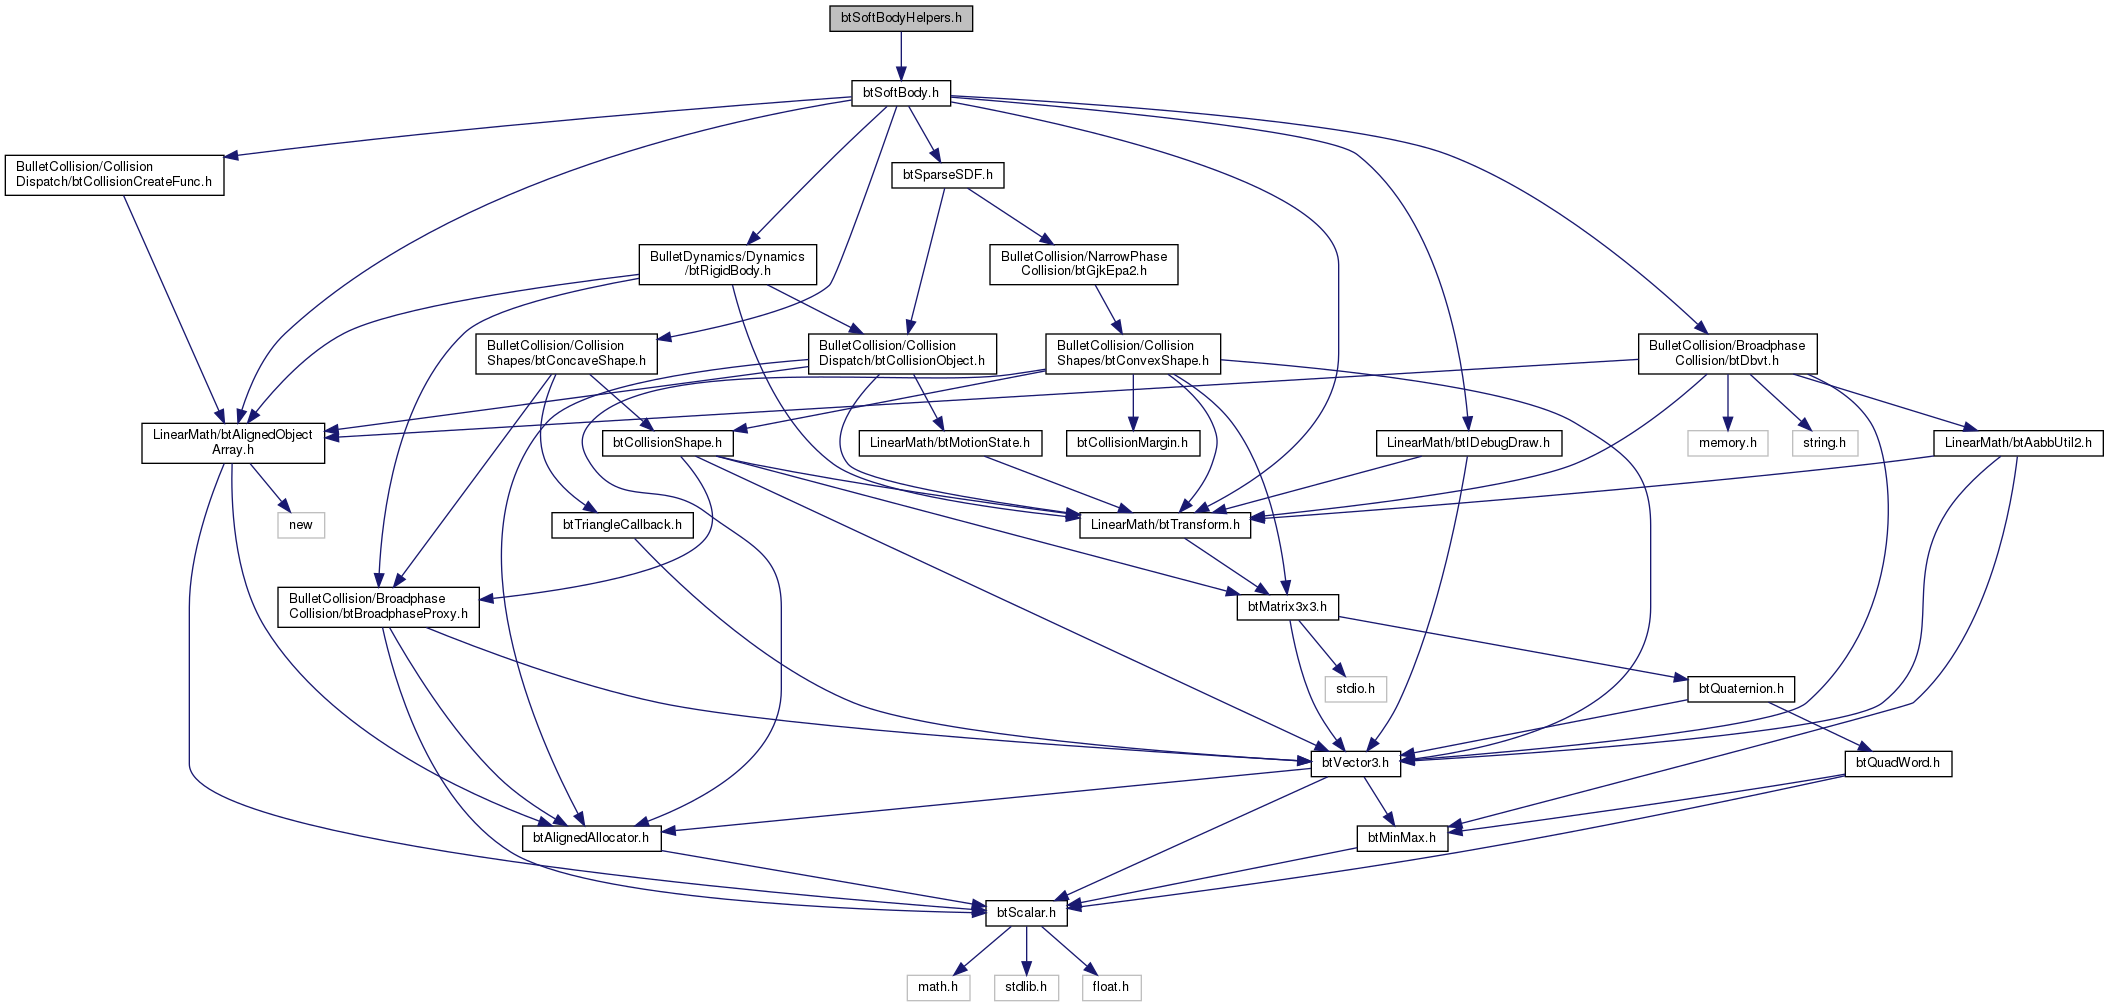 btSoftBodyHelpers.h
btSoftBody.h
BulletCollision/Collision
Dispatch/btCollisionCreateFunc.h
btSparseSDF.h
BulletDynamics/Dynamics
/btRigidBody.h
BulletCollision/NarrowPhase
Collision/btGjkEpa2.h
BulletCollision/Collision
Shapes/btConcaveShape.h
BulletCollision/Collision
Dispatch/btCollisionObject.h
BulletCollision/Collision
Shapes/btConvexShape.h
BulletCollision/Broadphase
Collision/btDbvt.h
LinearMath/btAlignedObject
Array.h
btCollisionShape.h
LinearMath/btMotionState.h
btCollisionMargin.h
LinearMath/btIDebugDraw.h
memory.h
string.h
LinearMath/btAabbUtil2.h
new
btTriangleCallback.h
LinearMath/btTransform.h
BulletCollision/Broadphase
Collision/btBroadphaseProxy.h
btMatrix3x3.h
stdio.h
btQuaternion.h
btVector3.h
btQuadWord.h
btAlignedAllocator.h
btMinMax.h
btScalar.h
math.h
stdlib.h
float.h